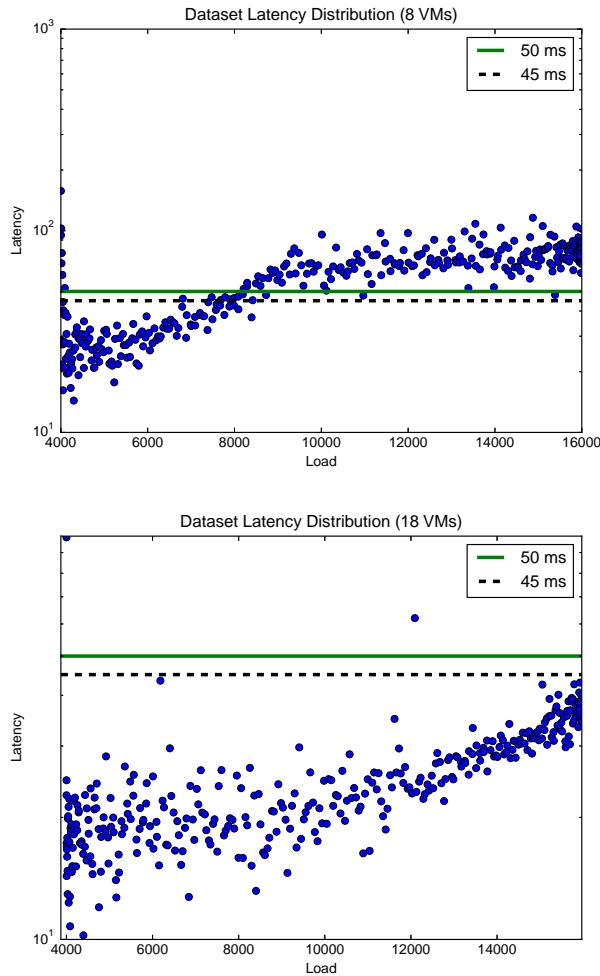 Dataset Latency Distribution (8 VMs)
10^3
50 ms
45 ms
Latency
10^2
10^1
4000 6000 8000 10000 12000 14000 16000
Load
Dataset Latency Distribution (18 VMs)
50 ms
45 ms
Latency
10^1
4000 6000 8000 10000 12000 14000
Load